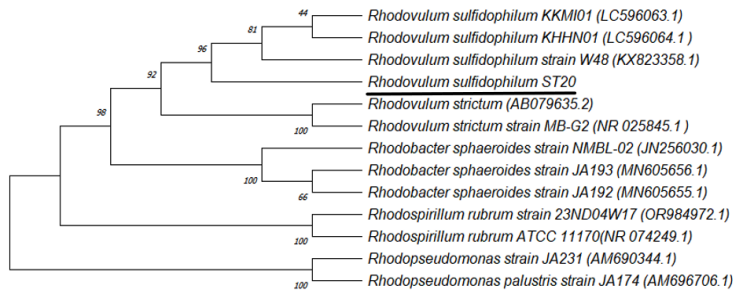 44
Rhodovulum sulfidophilum KKMI01 (LC596063.1)
81
Rhodovulum sulfidophilum KHHN01 (LC596064.1 )
96
Rhodovulum sulfidophilum strain W48 (KX823358.1)
92
Rhodovulum sulfidophilum ST20
98
Rhodovulum strictum (AB079635.2)
100
Rhodovulum strictum strain MB-G2 (NR 025845.1 )
Rhodobacter sphaeroides strain NMBL-02 (JN256030.1)
100
Rhodobacter sphaeroides strain JA193 (MN605656.1)
66
Rhodobacter sphaeroides strain JA192 (MN605655.1)
Rhodospirillum rubrum strain 23ND04W17 (OR984972.1)
100
Rhodospirillum rubrum ATCC 11170(NR 074249.1)
Rhodopseudomonas strain JA231 (AM690344.1)
100
Rhodopseudomonas palustris strain JA174 (AM696706.1)